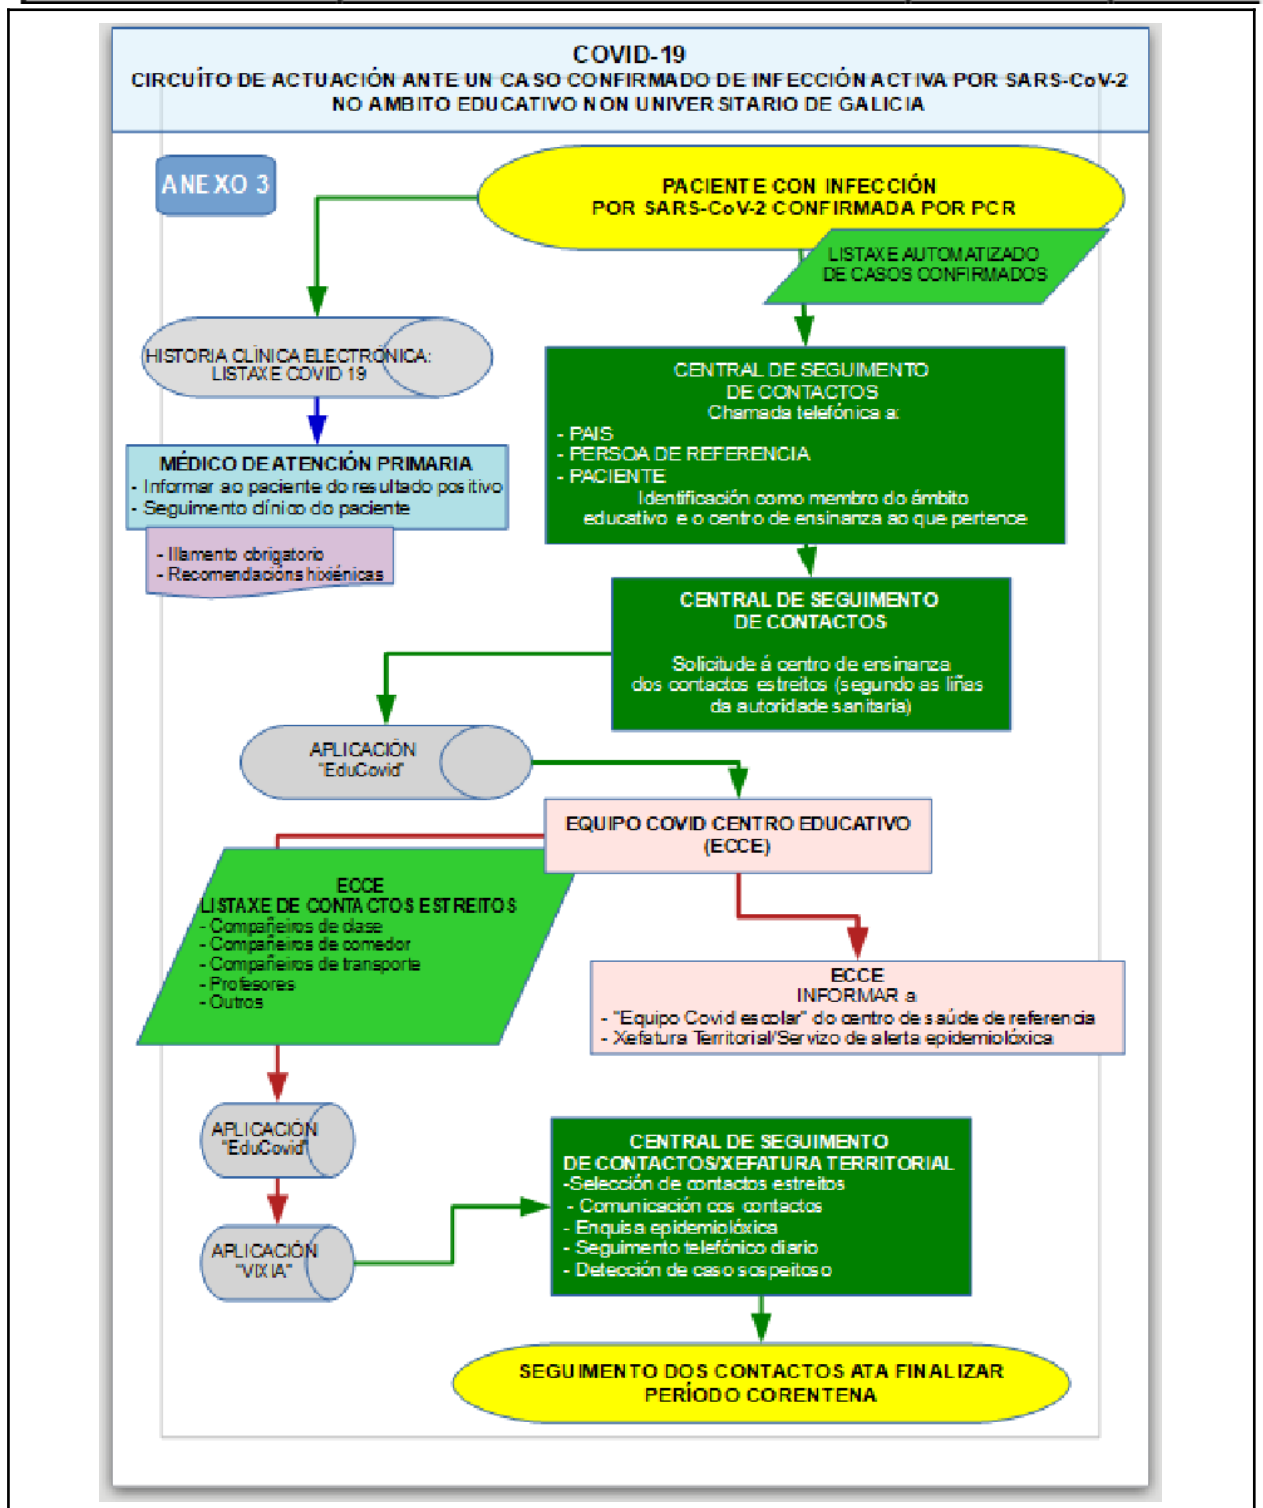 COVID-19
CIRCUÍTO DE ACTUACIÓN ANTE UN CASO CONFIRMADO DE INFECCIÓN ACTIVA POR SARS-CoV-2
NO AMBITO EDUCATIVO NON UNIVERSITARIO DE GALICIA
ANEXO 3
PACIENTE CON INFECCIÓN
POR SARS-CoV-2 CONFIRMADA POR PCR
LISTAXE AUTOMATIZADO
DE CASOS CONFIRMADOS
HISTORIA CLÍNICA ELECTRÓNICA:
LISTAXE COVID 19
CENTRAL DE SEGUIMENTO
DE CONTACTOS
Chamada telefónica a:
- PAIS
- PERSOA DE REFERENCIA
- PACIENTE
Identificación como membro do ámbito
educativo e o centro de ensinanza ao que pertence
MÉDICO DE ATENCIÓN PRIMARIA
- Informar ao paciente do resultado positivo
- Seguimento clínico do paciente
- Illamento obrigatorio
- Recomendacións hixiénicas
CENTRAL DE SEGUIMENTO
DE CONTACTOS
Solicitude á centro de ensinanza
dos contactos estreitos (segundo as liñas
da autoridade sanitaria)
APLICACIÓN
"EduCovid"
EQUIPO COVID CENTRO EDUCATIVO
(ECCE)
ECCE
LISTAXE DE CONTACTOS ESTREITOS
- Compañeiros de clase
- Compañeiros de comedor
- Compañeiros de transporte
- Profesores
- Outros
ECCE
INFORMAR a
- "Equipo Covid escolar" do centro de saúde de referencia
- Xefatura Territorial/Servizo de alerta epidemiolóxica
APLICACIÓN
"EduCovid"
APLICACIÓN
"VIXIA"
CENTRAL DE SEGUIMENTO
DE CONTACTOS/XEFATURA TERRITORIAL
-Selección de contactos estreitos
- Comunicación cos contactos
- Enquisa epidemiolóxica
- Seguimento telefónico diario
- Detección de caso sospeitoso
SEGUIMENTO DOS CONTACTOS ATA FINALIZAR
PERÍODO CORENTENA